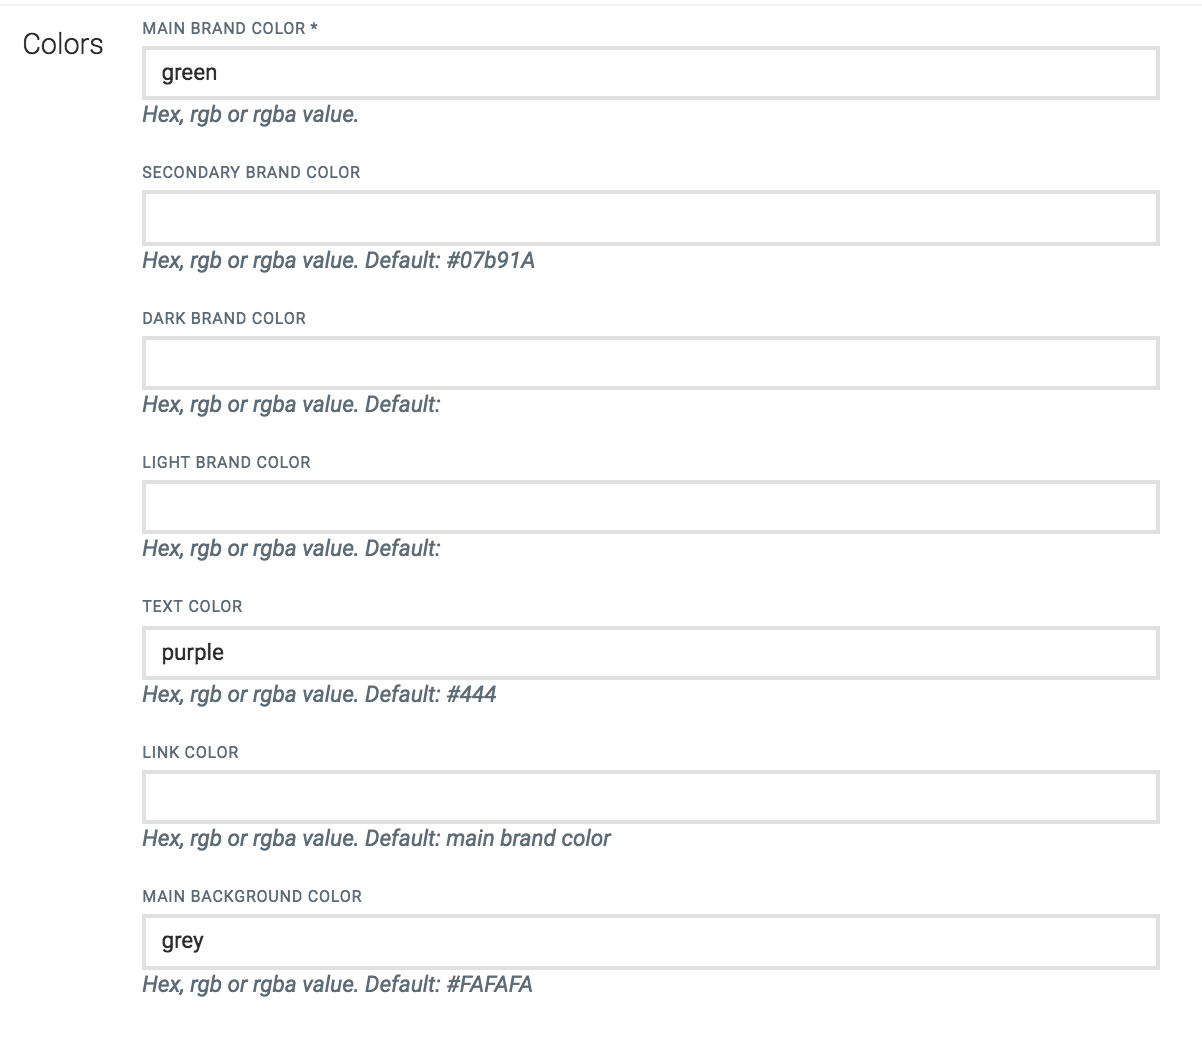 Colors
MAIN BRAND COLOR *
green
Hex, rgb or rgba value.
SECONDARY BRAND COLOR
Hex, rgb or rgba value. Default: #07b91A
DARK BRAND COLOR
Hex, rgb or rgba value. Default:
LIGHT BRAND COLOR
Hex, rgb or rgba value. Default:
TEXT COLOR
purple
Hex, rgb or rgba value. Default: #444
LINK COLOR
Hex, rgb or rgba value. Default: main brand color
MAIN BACKGROUND COLOR
grey
Hex, rgb or rgba value. Default: #FAFAFA